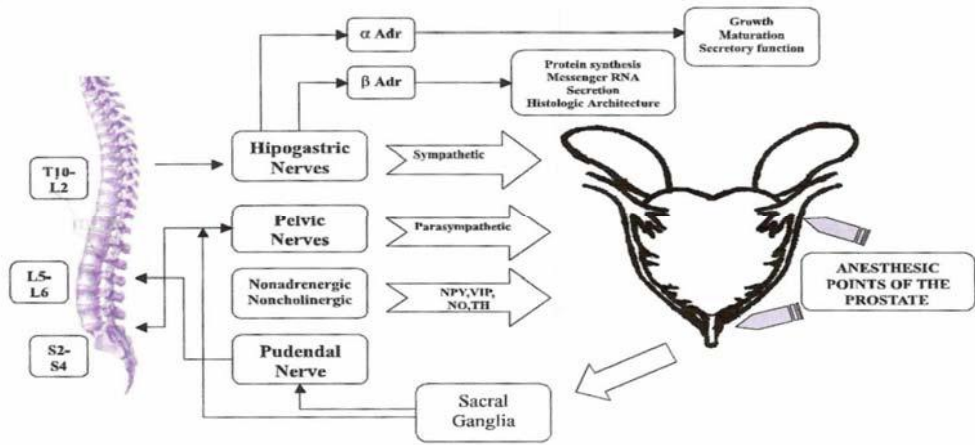 α Adr
Growth
Maturation
Secretory function
β Adr
Protein synthesis
Messenger RNA
Secretion
Histologic Architecture
T10-
L2
Hipogastric
Nerves
Sympathetic
Pelvic
Nerves
Parasympathetic
L5-
L6
Nonadrenergic
Noncholinergic
NPY,VIP,
NO,TH
ANESTHESIC
POINTS OF THE
PROSTATE
S2-
S4
Pudendal
Nerve
Sacral
Ganglia